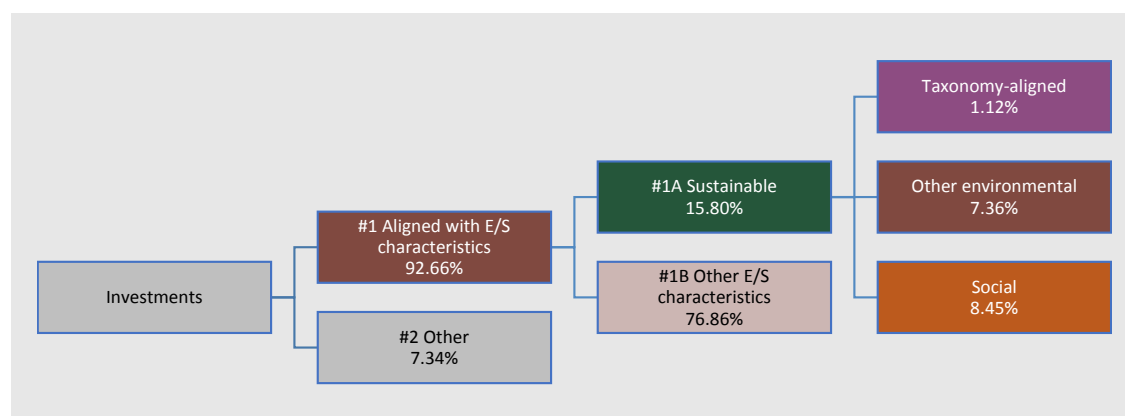 Investments
#1 Aligned with E/S
characteristics
92.66%
#2 Other
7.34%
#1A Sustainable
15.80%
#1B Other E/S
characteristics
76.86%
Taxonomy-aligned
1.12%
Other environmental
7.36%
Social
8.45%